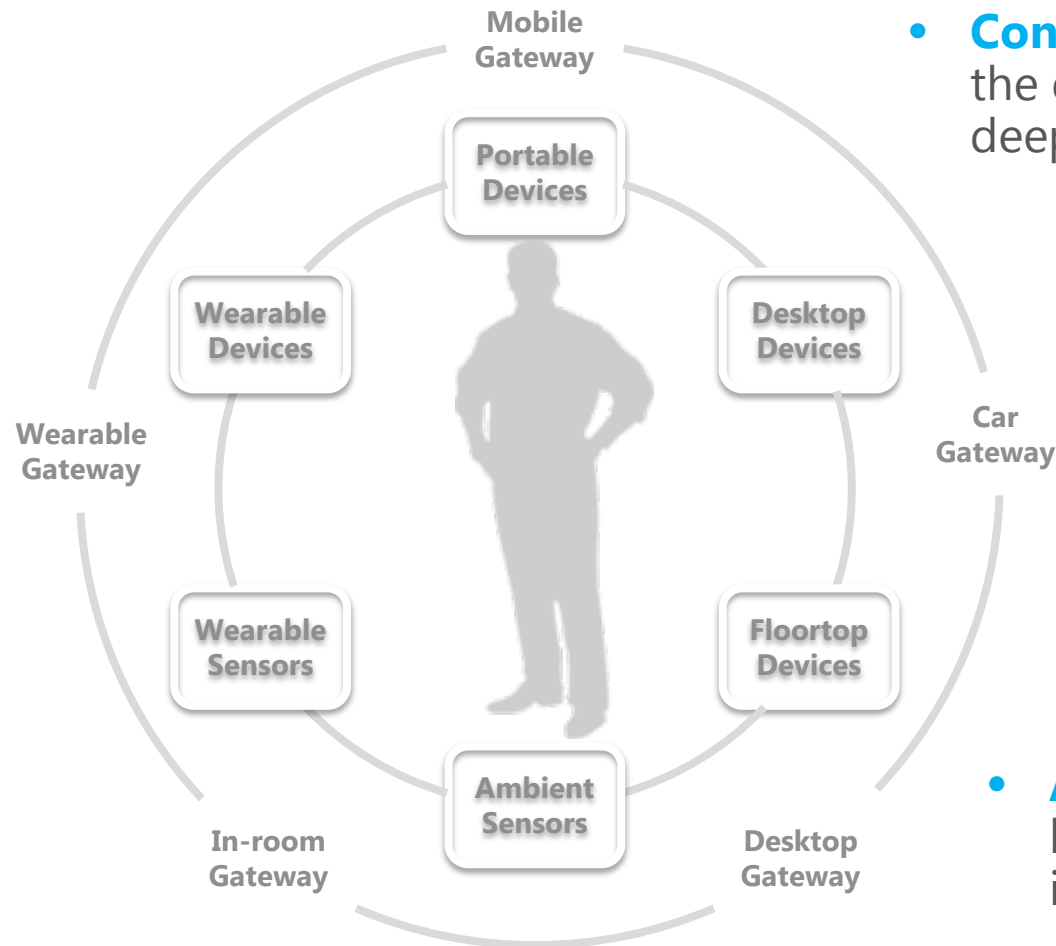 Mobile
Gateway
Portable
Devices
Wearable
Devices
Desktop
Devices
Wearable
Gateway
Car
Gateway
Wearable
Sensors
Floortop
Devices
Ambient
Sensors
In-room
Gateway
Desktop
Gateway
• Con
the
deep
•
i